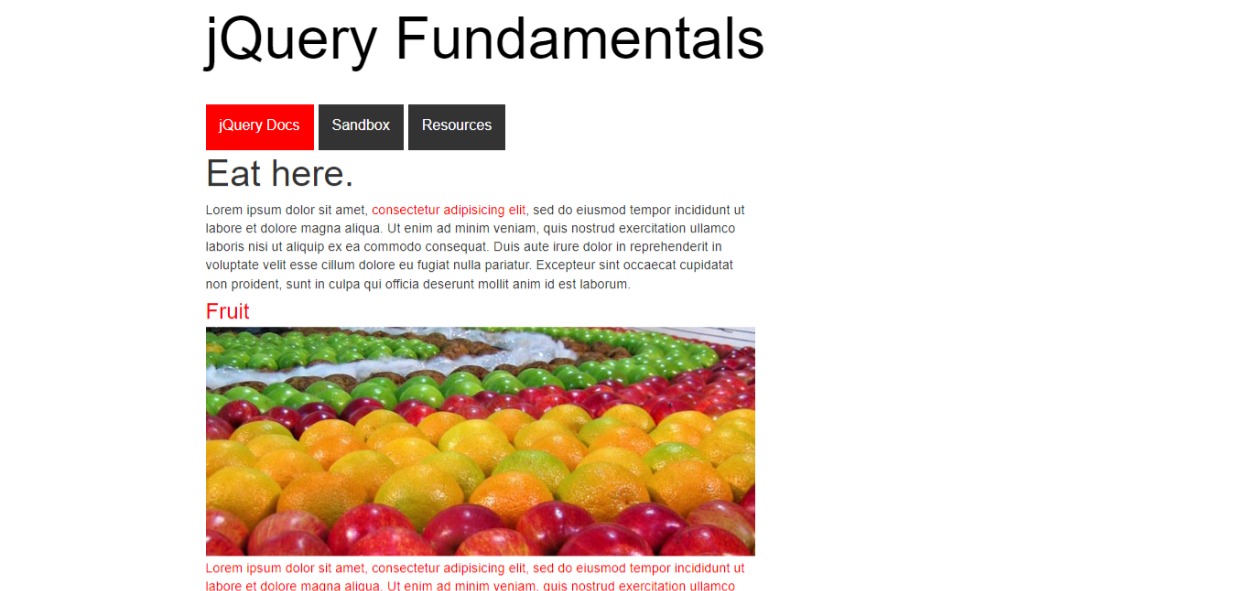 jQuery Fundamentals
jQuery Docs Sandbox Resources
Eat here.
Lorem ipsum dolor sit amet, consectetur adipisicing elit, sed do eiusmod tempor incididunt ut
labore et dolore magna aliqua. Ut enim ad minim veniam, quis nostrud exercitation ullamco
laboris nisi ut aliquip ex ea commodo consequat. Duis aute irure dolor in reprehenderit in
voluptate velit esse cillum dolore eu fugiat nulla pariatur. Excepteur sint occaecat cupidatat
non proident, sunt in culpa qui officia deserunt mollit anim id est laborum.
Fruit
Lorem ipsum dolor sit amet, consectetur adipisicing elit, sed do eiusmod tempor incididunt ut
labore et dolore magna aliqua. Ut enim ad minim veniam, quis nostrud exercitation ullamco